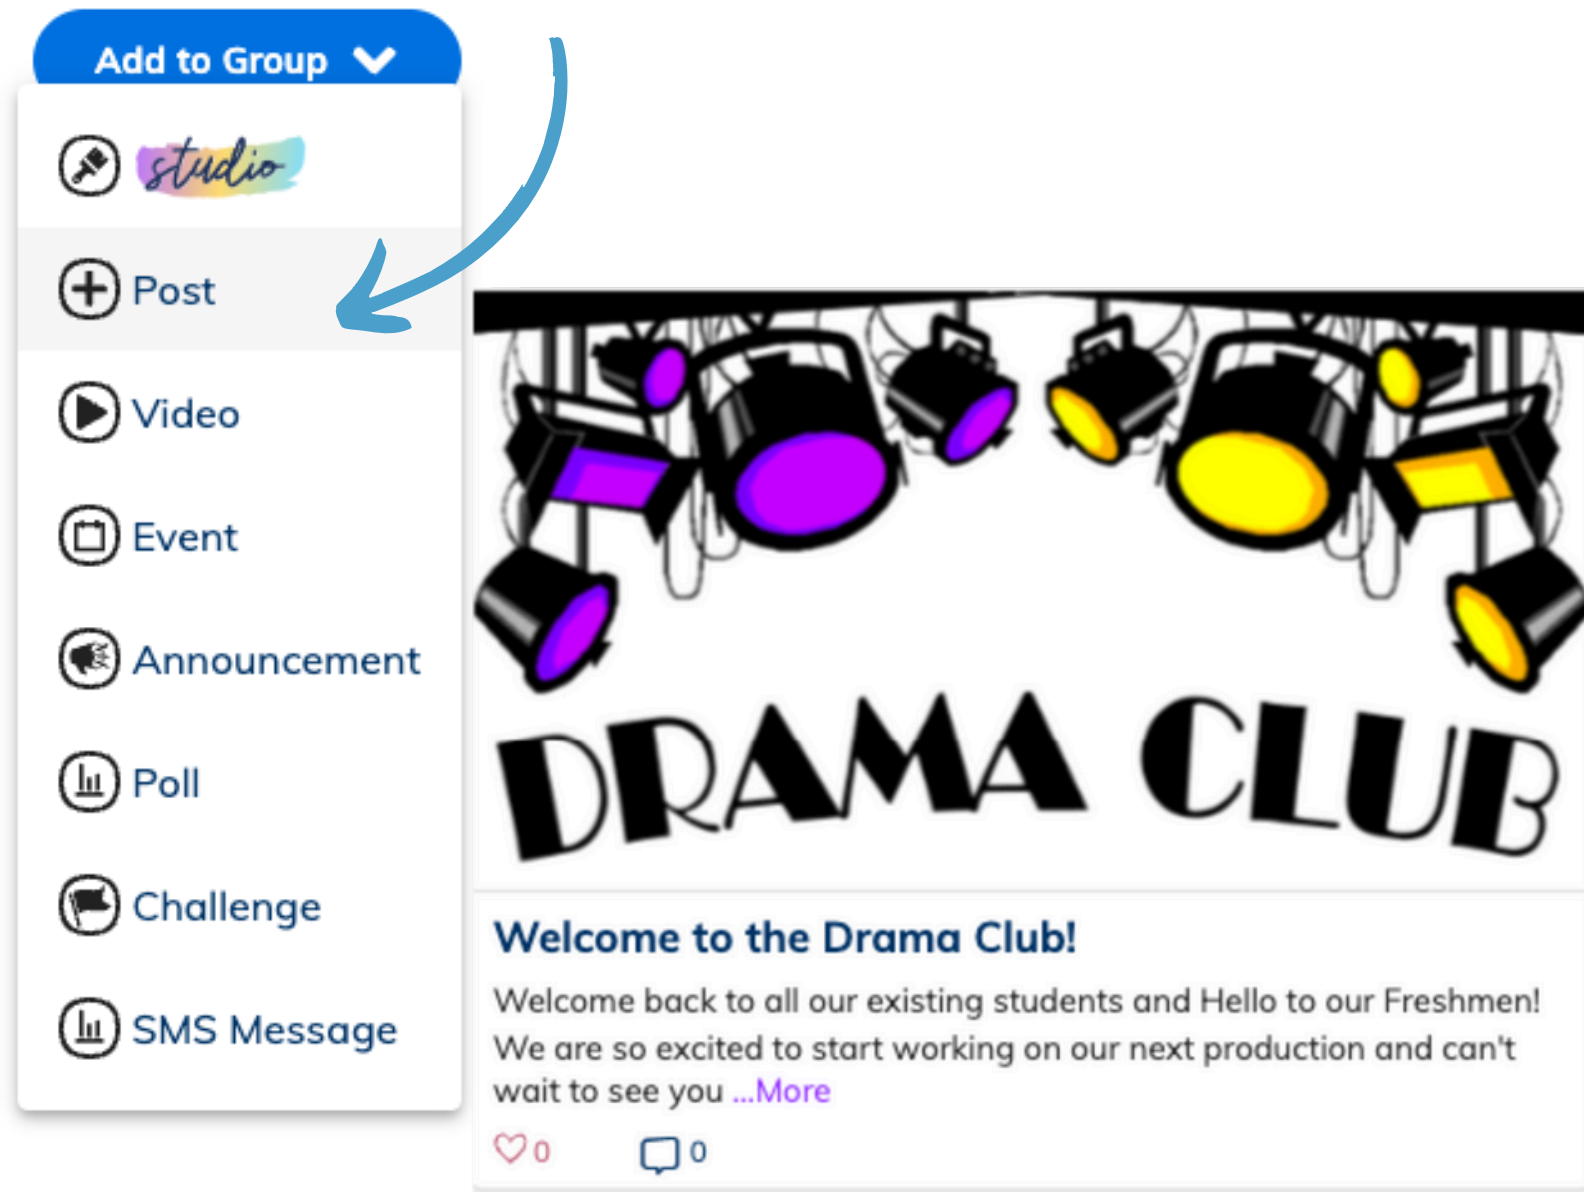 Add to Group
studio
Post
Video
Event
Announcement
Poll
Challenge
SMS Message
DRAMA CLUB
Welcome to the Drama Club!
Welcome back to all our existing students and Hello to our Freshmen!
We are so excited to start working on our next production and can't
wait to see you ...More
0
0